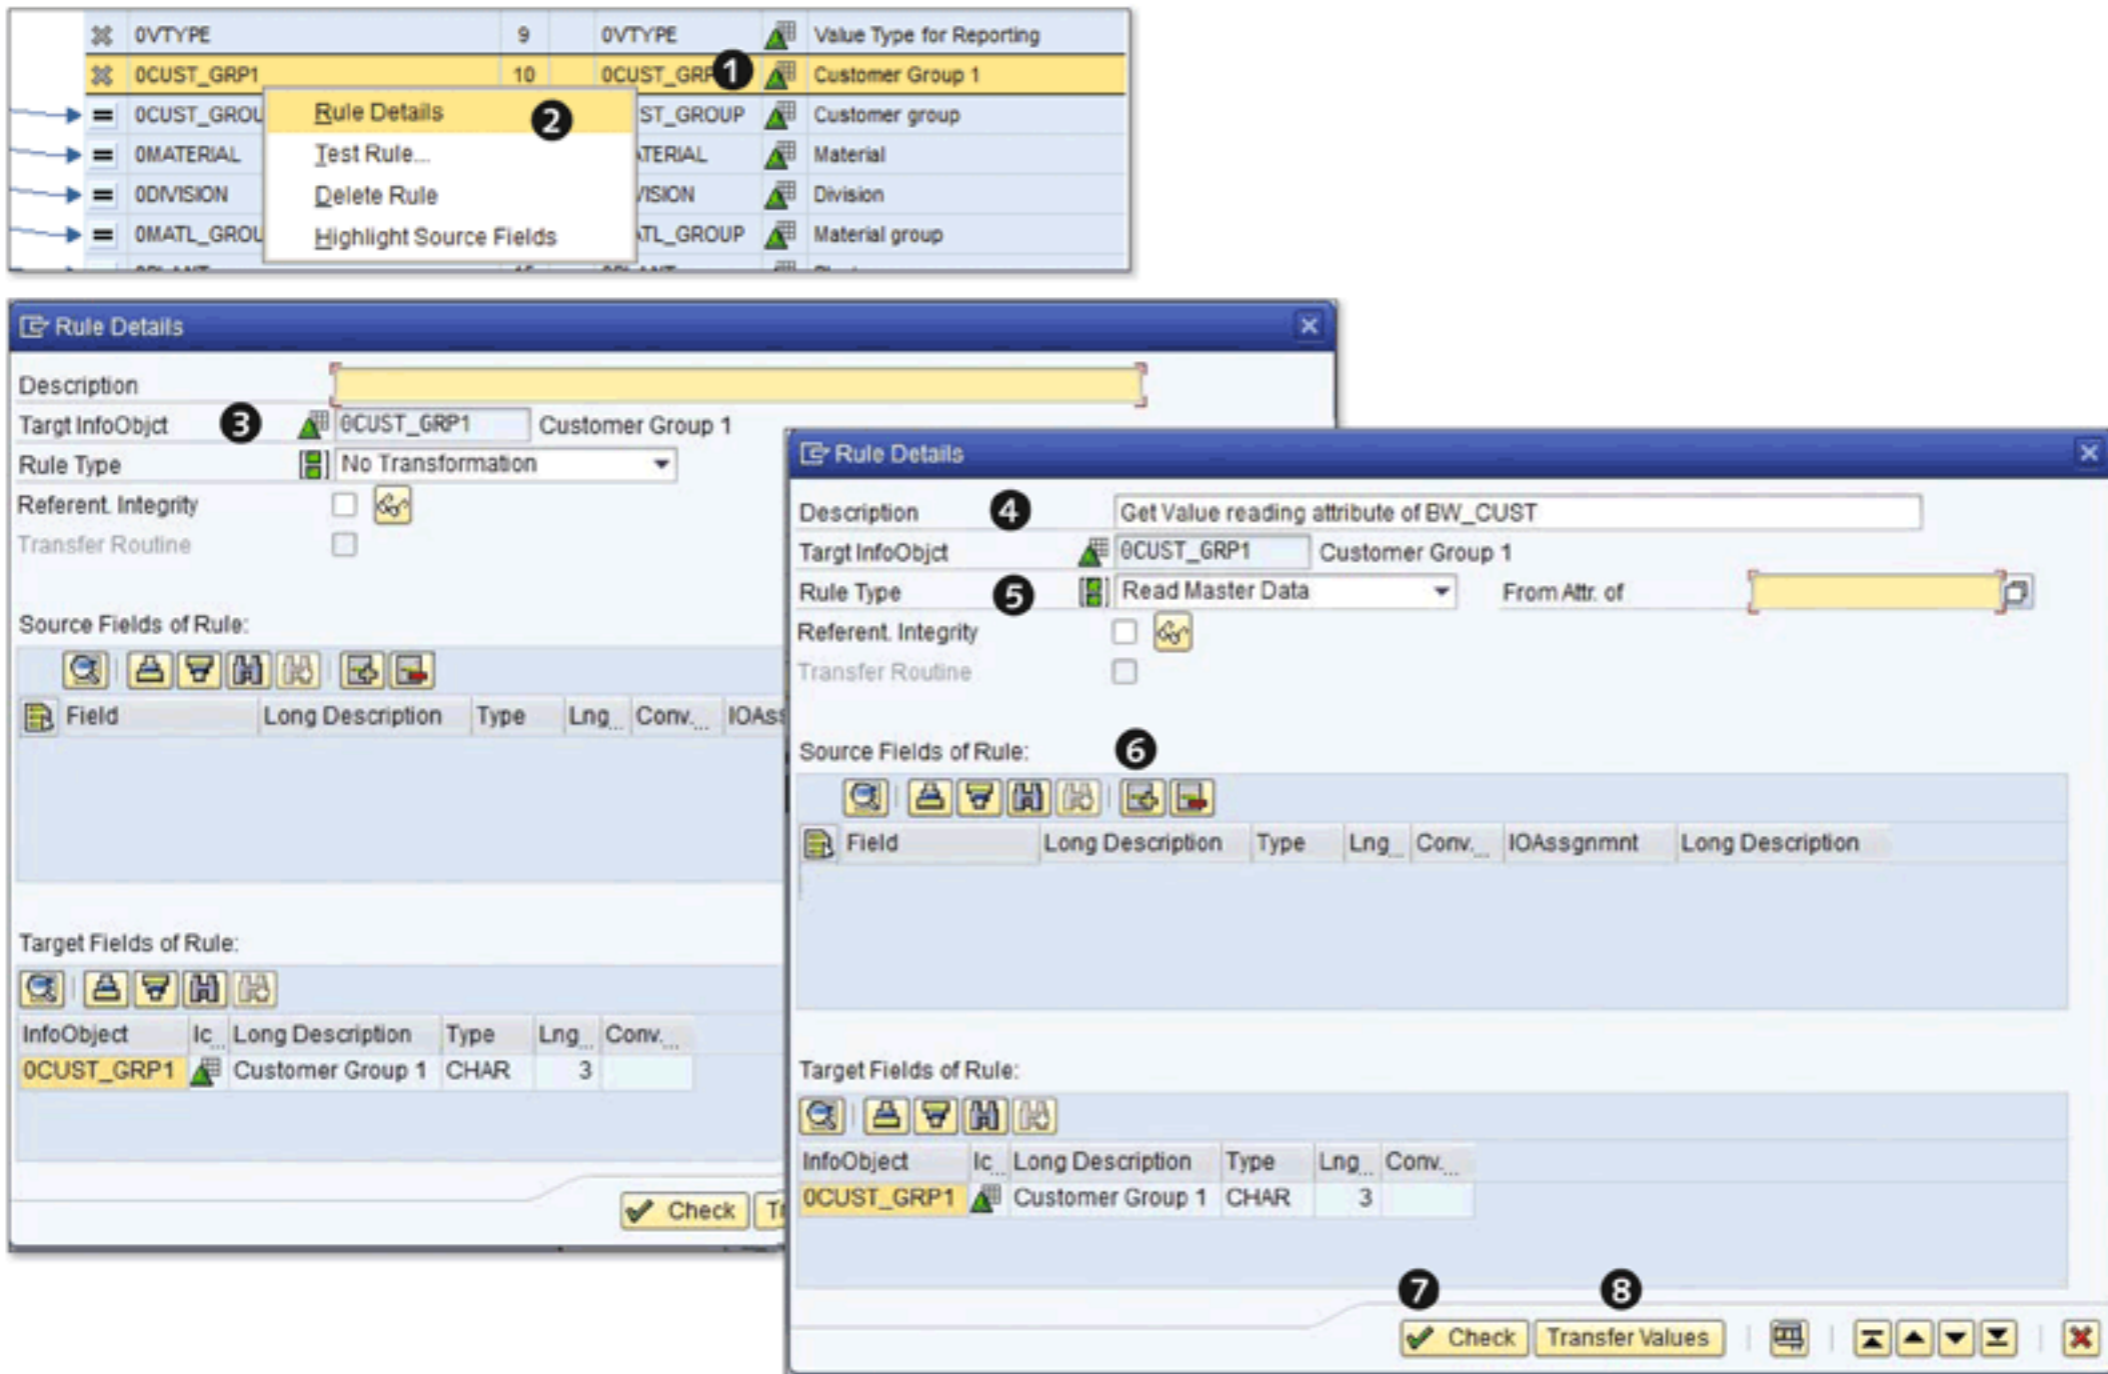 0VTYPE 9 0VTYPE Value Type for Reporting
0CUST_GRP1 10 0CUST_GRP 1 Customer Group 1
0CUST_GROU ST_GROUP Customer group
0MATERIAL ATERIAL Material
0DIVISION VISION Division
0MATL_GROU ATL_GROUP Material group
Rule Details 2
Test Rule...
Delete Rule
Highlight Source Fields
Rule Details
Description
Targt InfoObjct 3 0CUST_GRP1 Customer Group 1
Rule Type No Transformation
Referent. Integrity
Transfer Routine
Source Fields of Rule:
Field Long Description Type Lng... Conv.... IOAss
Target Fields of Rule:
InfoObject Ic... Long Description Type Lng... Conv....
0CUST_GRP1 Customer Group 1 CHAR 3
Check
Rule Details
Description 4 Get Value reading attribute of BW_CUST
Targt InfoObjct 0CUST_GRP1 Customer Group 1
Rule Type 5 Read Master Data From Attr. of
Referent. Integrity
Transfer Routine
Source Fields of Rule: 6
Field Long Description Type Lng... Conv.... IOAssgnmnt Long Description
Target Fields of Rule:
InfoObject Ic... Long Description Type Lng... Conv....
0CUST_GRP1 Customer Group 1 CHAR 3
7 8
Check Transfer Values